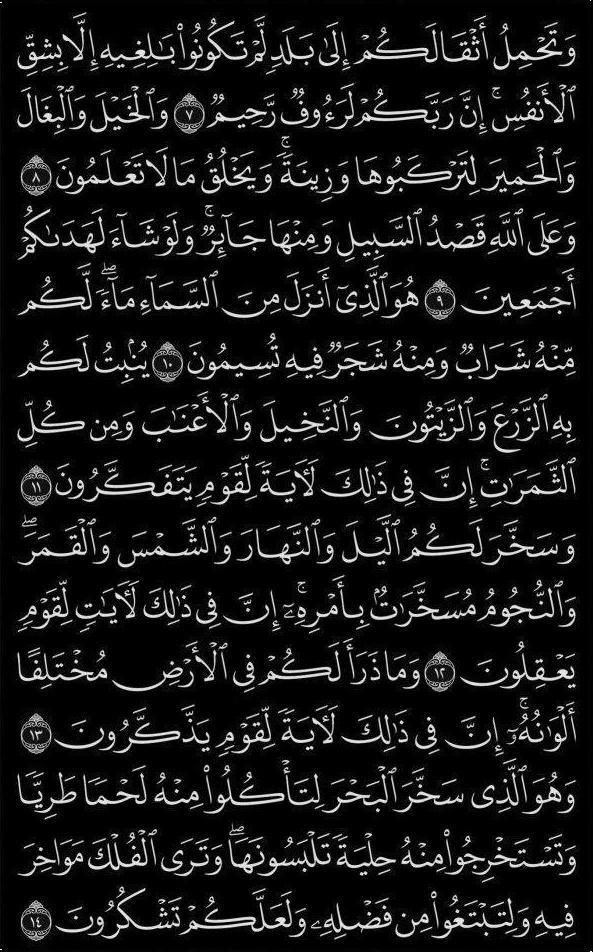 وَتَحْمِلُ أَثْقَالَكُمْ إِلَىٰ بَلَدٍ لَّمْ تَكُونُوا۟ بَٰلِغِيهِ إِلَّا بِشِقِّ
ٱلْأَنفُسِ ۚ إِنَّ رَبَّكُمْ لَرَءُوفٌ رَّحِيمٌ ٧ وَٱلْخَيْلَ وَٱلْبِغَالَ
وَٱلْحَمِيرَ لِتَرْكَبُوهَا وَزِينَةً ۚ وَيَخْلُقُ مَا لَا تَعْلَمُونَ ٨
وَعَلَى ٱللَّهِ قَصْدُ ٱلسَّبِيلِ وَمِنْهَا جَآئِرٌ ۚ وَلَوْ شَآءَ لَهَدَىٰكُمْ
أَجْمَعِينَ ٩ هُوَ ٱلَّذِىٓ أَنزَلَ مِنَ ٱلسَّمَآءِ مَآءً ۖ لَّكُم
مِّنْهُ شَرَابٌ وَمِنْهُ شَجَرٌ فِيهِ تُسِيمُونَ ١٠ يُنۢبِتُ لَكُم
بِهِ ٱلزَّرْعَ وَٱلزَّيْتُونَ وَٱلنَّخِيلَ وَٱلْأَعْنَٰبَ وَمِن كُلِّ
ٱلثَّمَرَٰتِ ۗ إِنَّ فِى ذَٰلِكَ لَءَايَةً لِّقَوْمٍ يَتَفَكَّرُونَ ١١
وَسَخَّرَ لَكُمُ ٱلَّيْلَ وَٱلنَّهَارَ وَٱلشَّمْسَ وَٱلْقَمَرَ ۖ
وَٱلنُّجُومُ مُسَخَّرَٰتٌۢ بِأَمْرِهِۦٓ ۗ إِنَّ فِى ذَٰلِكَ لَءَايَٰتٍ لِّقَوْمٍ
يَعْقِلُونَ ١٢ وَمَا ذَرَأَ لَكُمْ فِى ٱلْأَرْضِ مُخْتَلِفًا
أَلْوَٰنُهُۥٓ ۗ إِنَّ فِى ذَٰلِكَ لَءَايَةً لِّقَوْمٍ يَذَّكَّرُونَ ١٣
وَهُوَ ٱلَّذِى سَخَّرَ ٱلْبَحْرَ لِتَأْكُلُوا۟ مِنْهُ لَحْمًا طَرِيًّا
وَتَسْتَخْرِجُوا۟ مِنْهُ حِلْيَةً تَلْبَسُونَهَا ۖ وَتَرَى ٱلْفُلْكَ مَوَاخِرَ
فِيهِ وَلِتَبْتَغُوا۟ مِن فَضْلِهِۦ وَلَعَلَّكُمْ تَشْكُرُونَ ١٤